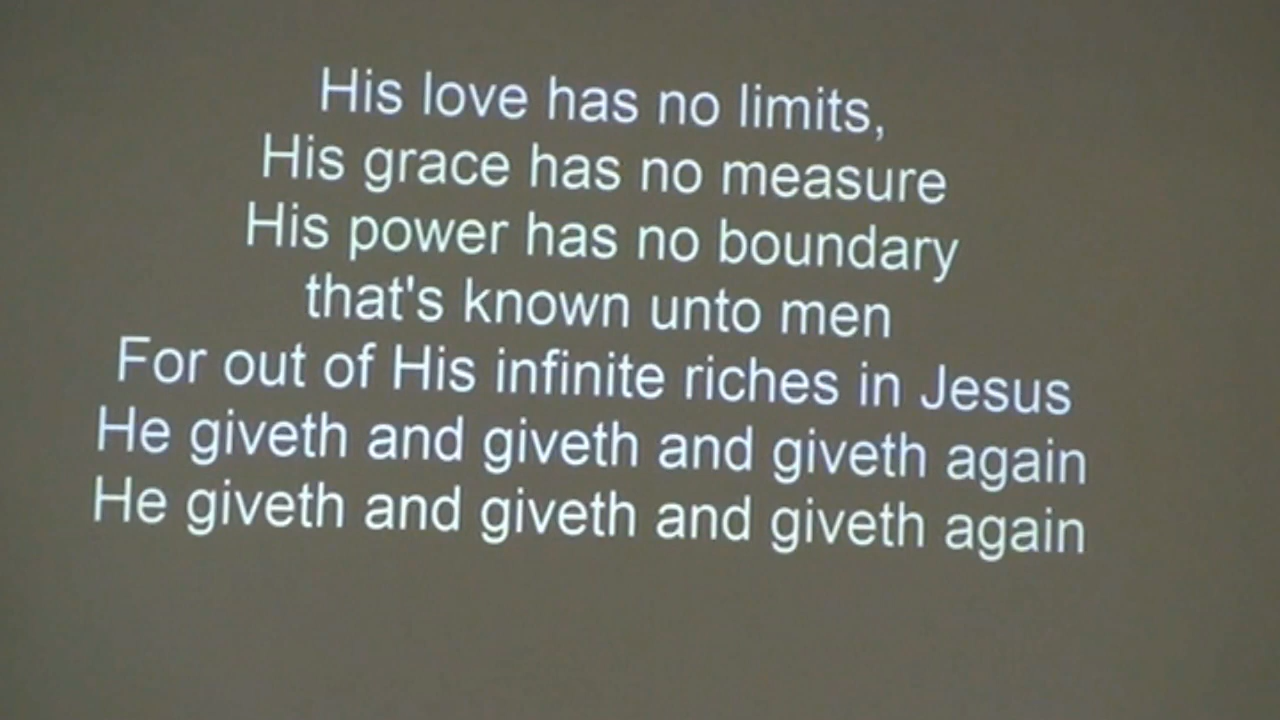 His love has no limits,
His grace has no measure
His power has no boundary
that's known unto men
For out of His infinite riches in Jesus
He giveth and giveth and giveth again
He giveth and giveth and giveth again